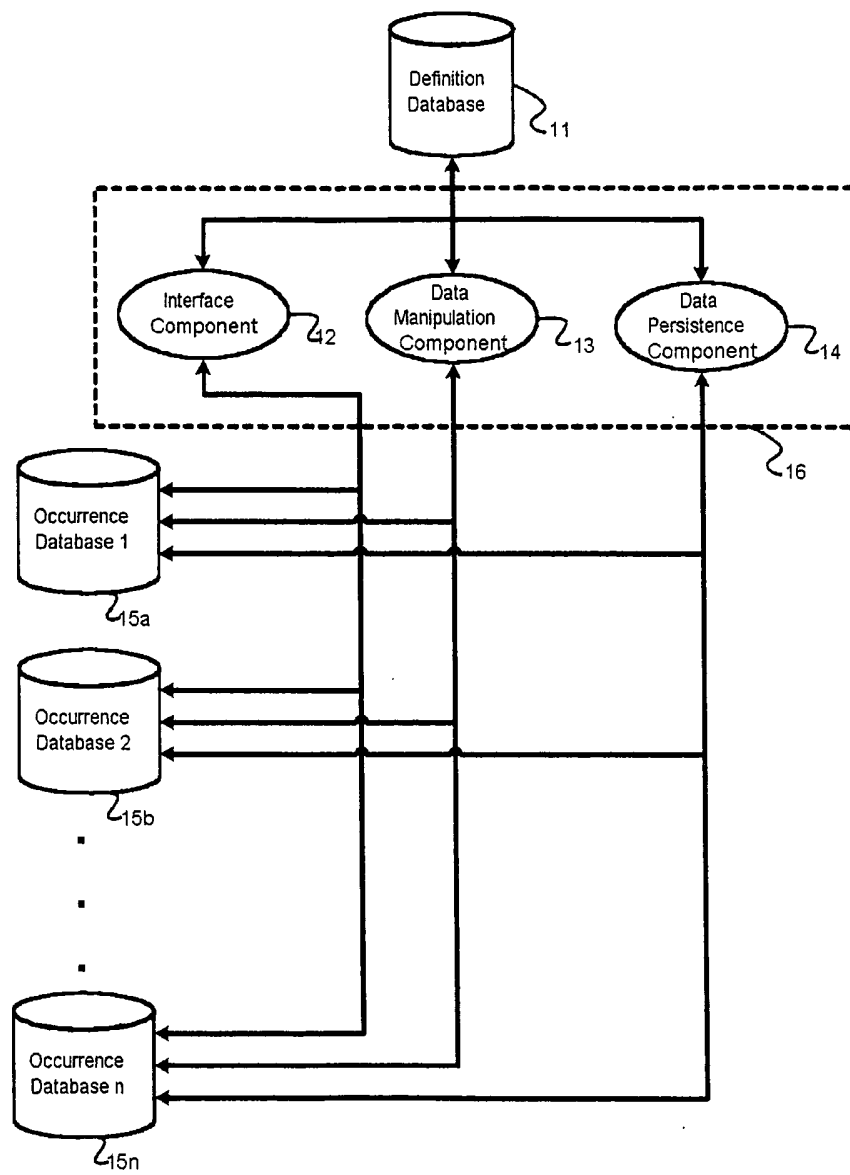 Definition
Database
11
Interface
Component
12
Data
Manipulation
Component
13
Data
Persistence
Component
14
16
Occurrence
Database 1
15a
Occurrence
Database 2
15b
Occurrence
Database n
15n